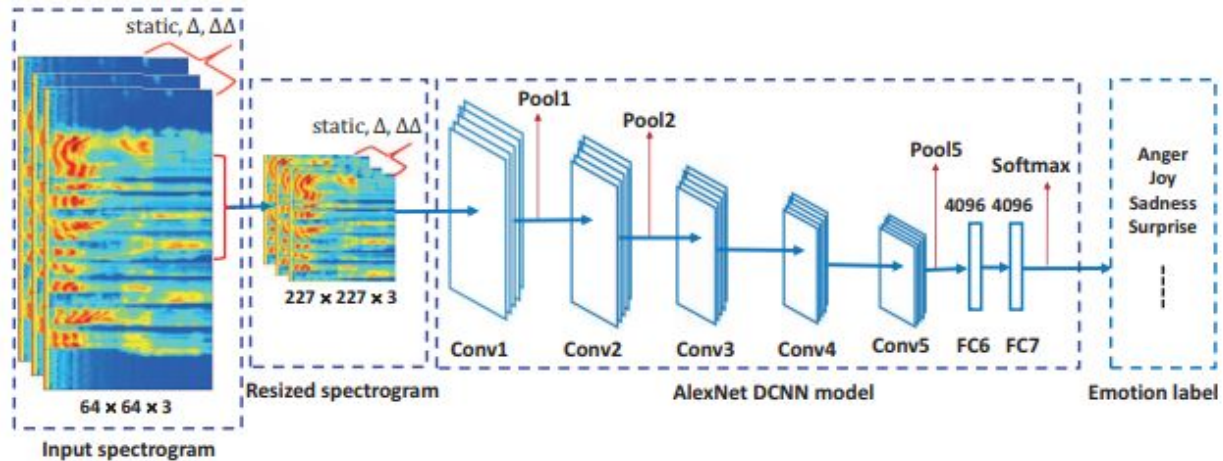 static, Δ, ΔΔ
64 × 64 × 3
Input spectrogram
static, Δ, ΔΔ
227 × 227 × 3
Resized spectrogram
Pool1
Pool2
Pool5
Softmax
4096 4096
Conv1
Conv2
Conv3
Conv4
Conv5
FC6
FC7
AlexNet DCNN model
Anger
Joy
Sadness
Surprise
Emotion label